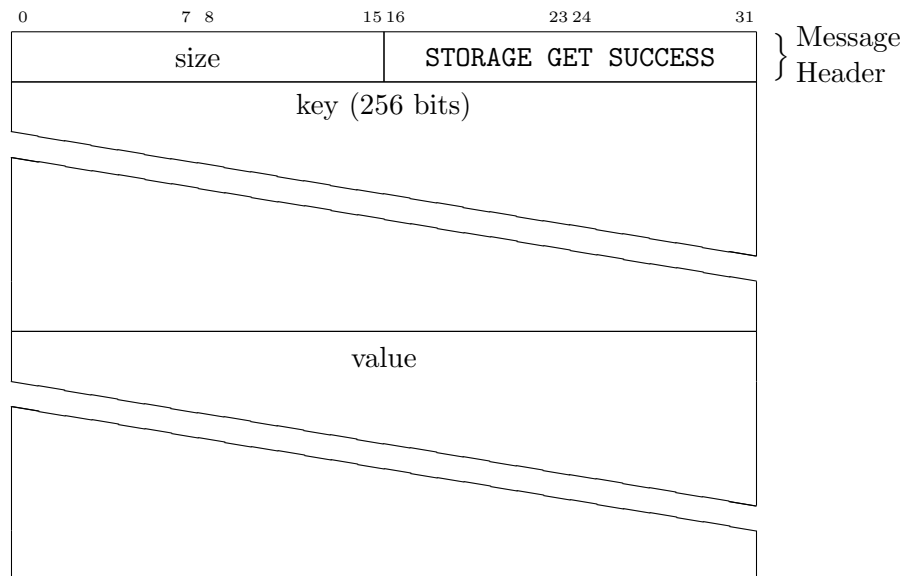 0 7 8 15 16 23 24 31
size STORAGE GET SUCCESS Message
Header
key (256 bits)
value